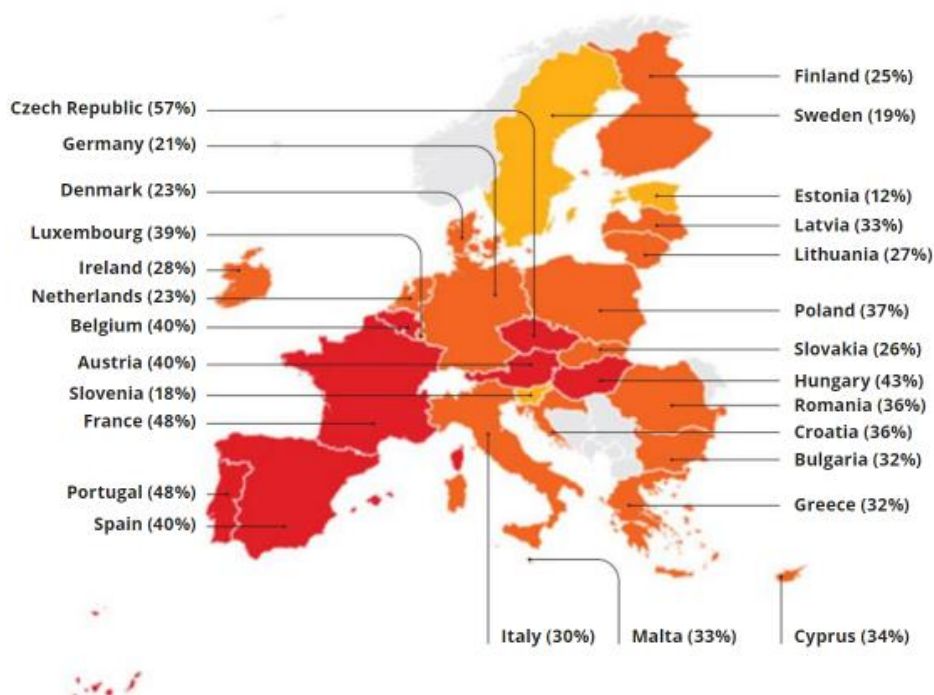 Czech Republic (57%)
Germany (21%)
Denmark (23%)
Luxembourg (39%)
Ireland (28%)
Netherlands (23%)
Belgium (40%)
Austria (40%)
Slovenia (18%)
France (48%)
Portugal (48%)
Spain (40%)
Finland (25%)
Sweden (19%)
Estonia (12%)
Latvia (33%)
Lithuania (27%)
Poland (37%)
Slovakia (26%)
Hungary (43%)
Romania (36%)
Croatia (36%)
Bulgaria (32%)
Greece (32%)
Italy (30%)
Malta (33%)
Cyprus (34%)